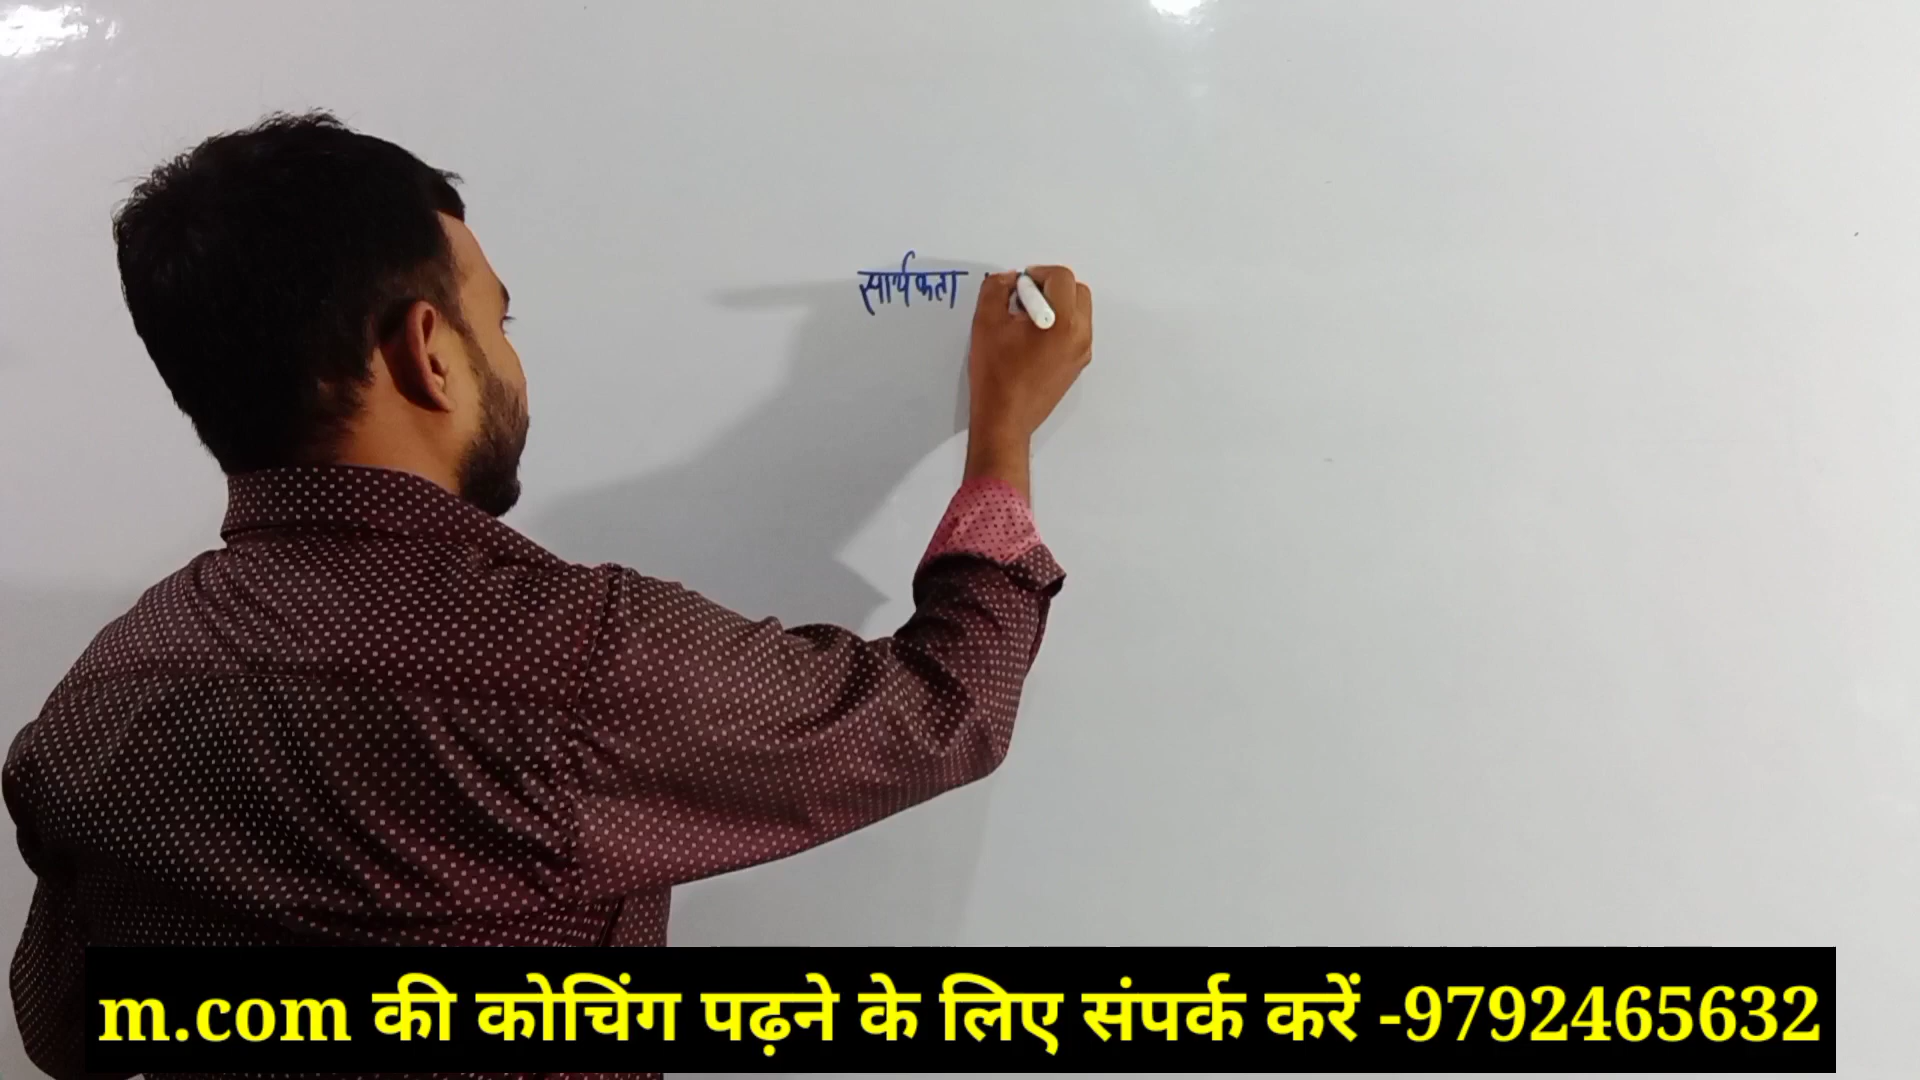 सार्थकता
m.com की कोचिंग पढ़ने के लिए संपर्क करें -9792465632